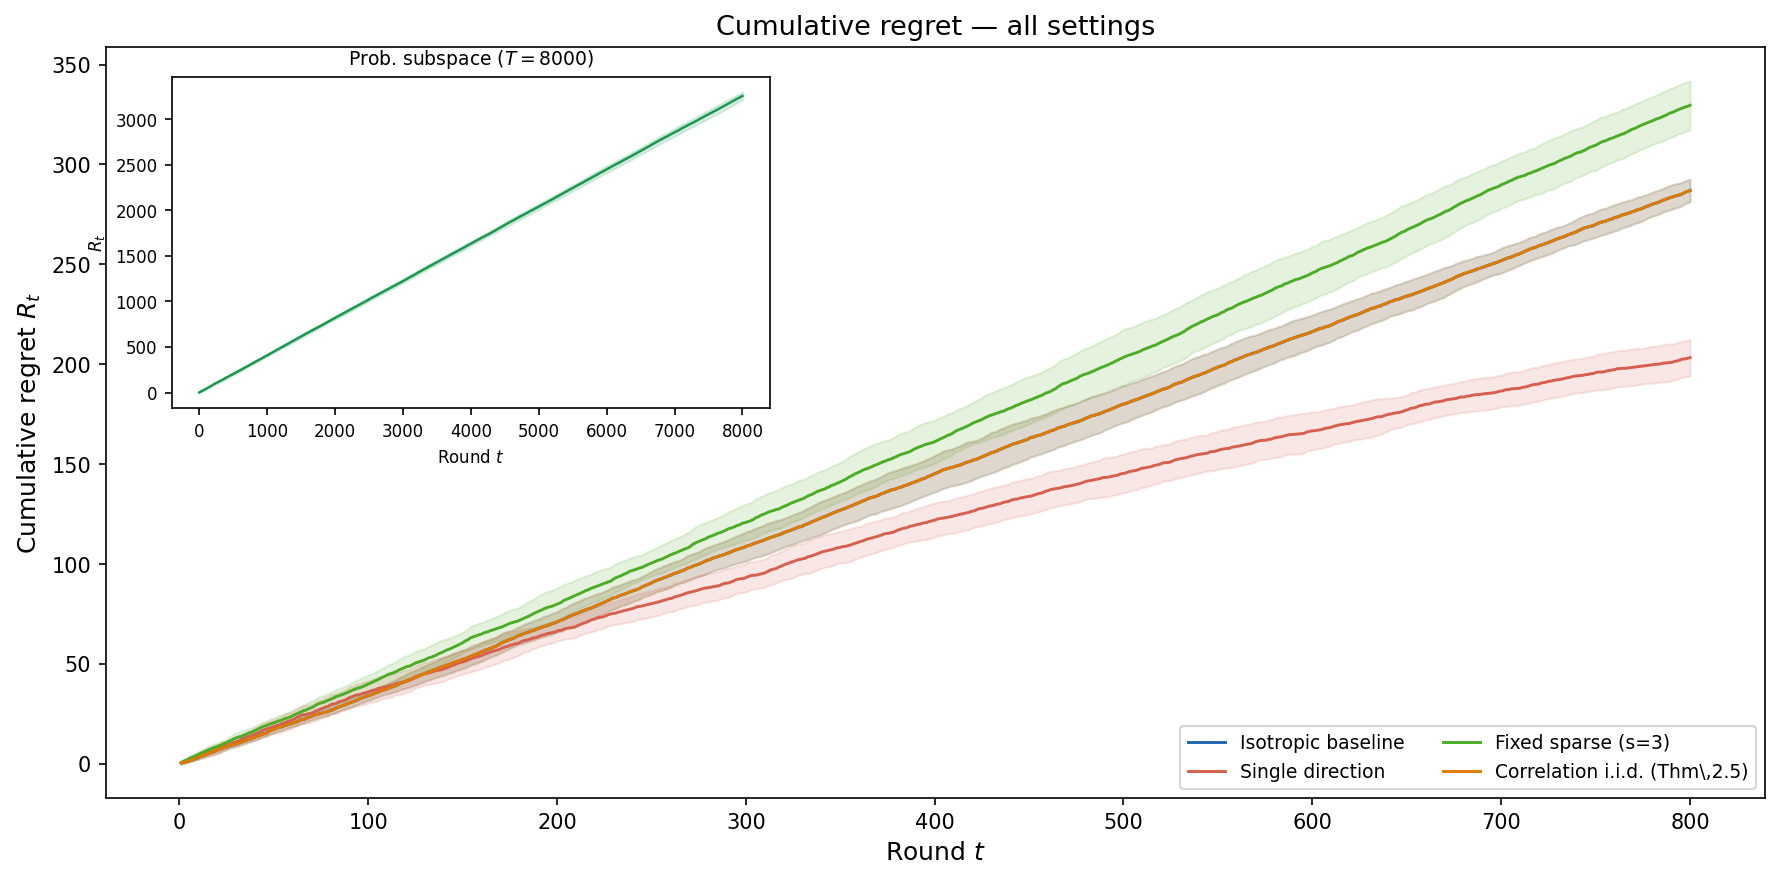 Cumulative regret — all settings
Prob. subspace (T = 8000)
350
300
250
200
150
100
50
0
Cumulative regret R_t
3000
2500
2000
1500
1000
500
0
R_t
0 1000 2000 3000 4000 5000 6000 7000 8000
Round t
Isotropic baseline
Single direction
Fixed sparse (s=3)
Correlation i.i.d. (Thm\,2.5)
0 100 200 300 400 500 600 700 800
Round t